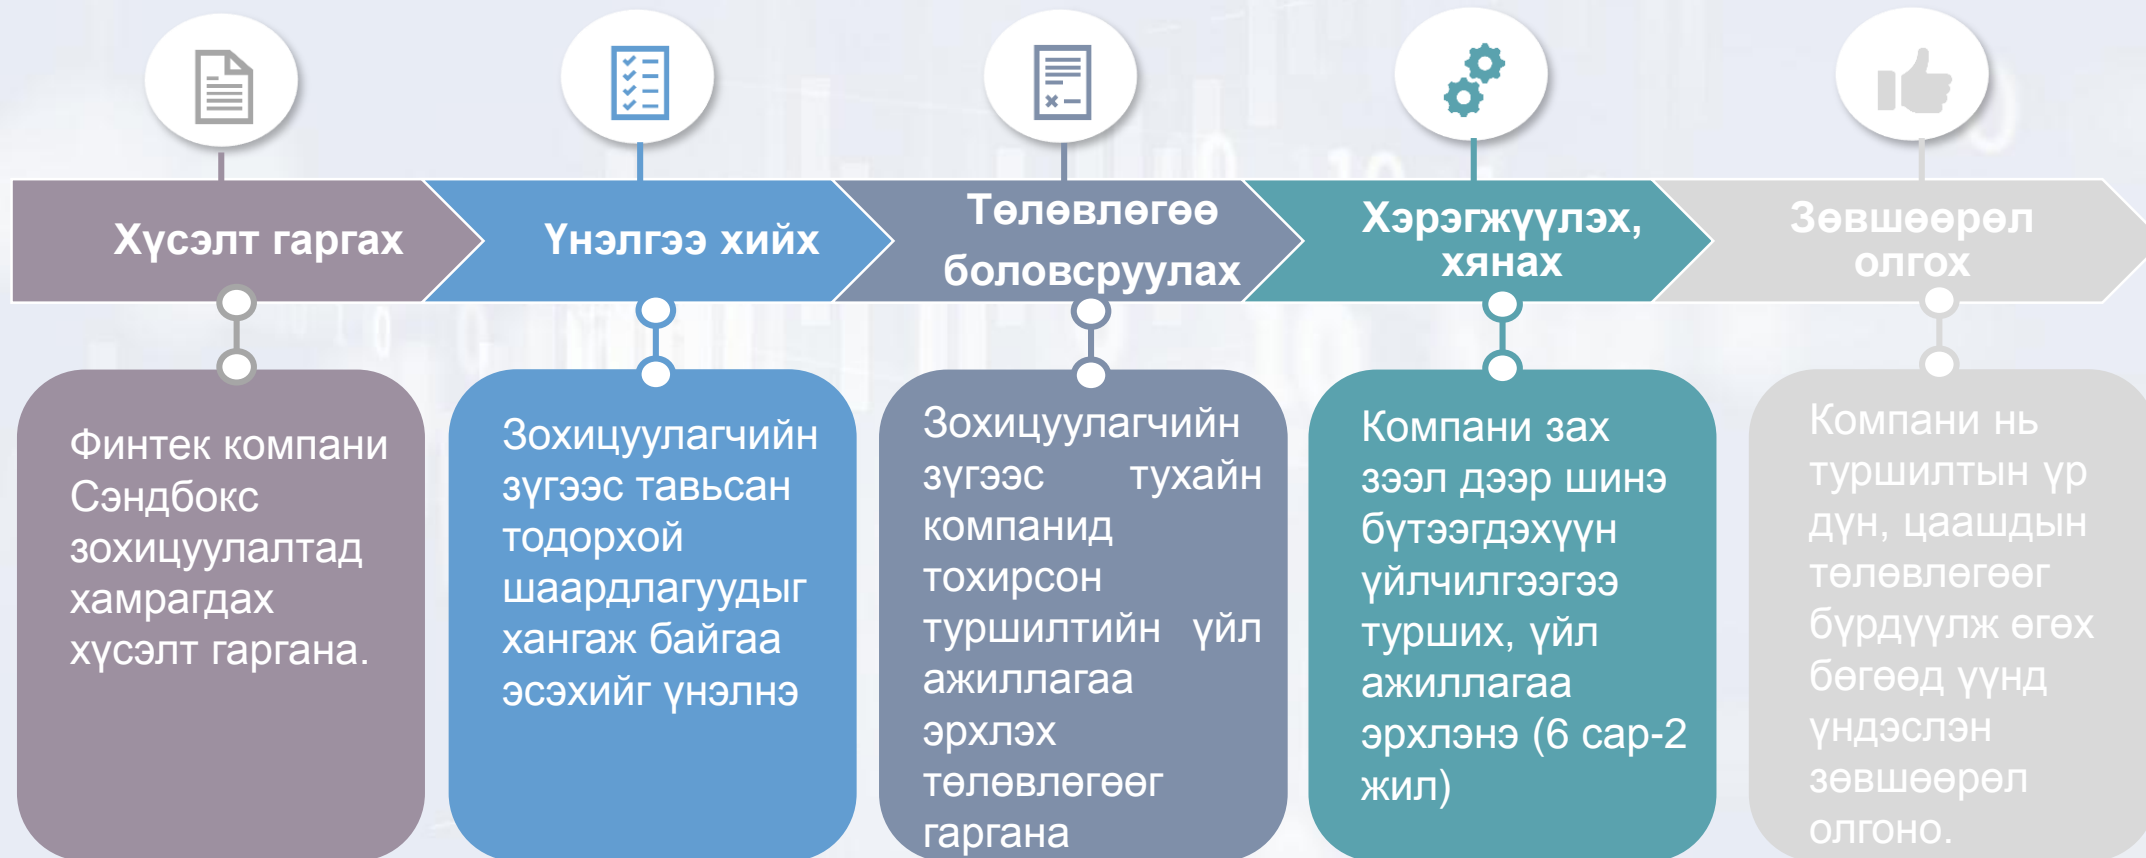 Хүсэлт гаргах
Үнэлгээ хийх
Төлөвлөгөө
боловсруулах
Хэрэгжүүлэх,
хянах
Зөвшөөрөл
олгох
Финтек компани
Сэндбокс
зохицуулалтад
хамрагдах
хүсэлт гаргана.
Зохицуулагчийн
зүгээс тавьсан
тодорхой
шаардлагуудыг
хангаж байгаа
эсэхийг үнэлнэ
Зохицуулагчийн
зүгээс тухайн
компанид
тохирсон
туршилтийн үйл
ажиллагаа
эрхлэх
төлөвлөгөөг
гаргана
Компани зах
зээл дээр шинэ
бүтээгдэхүүн
үйлчилгээгээ
турших, үйл
ажиллагаа
эрхлэнэ (6 сар-2
жил)
Компани нь
туршилтын үр
дүн, цаашдын
төлөвлөгөөг
бүрдүүлж өгөх
бөгөөд үүнд
үндэслэн
зөвшөөрөл
олгоно.